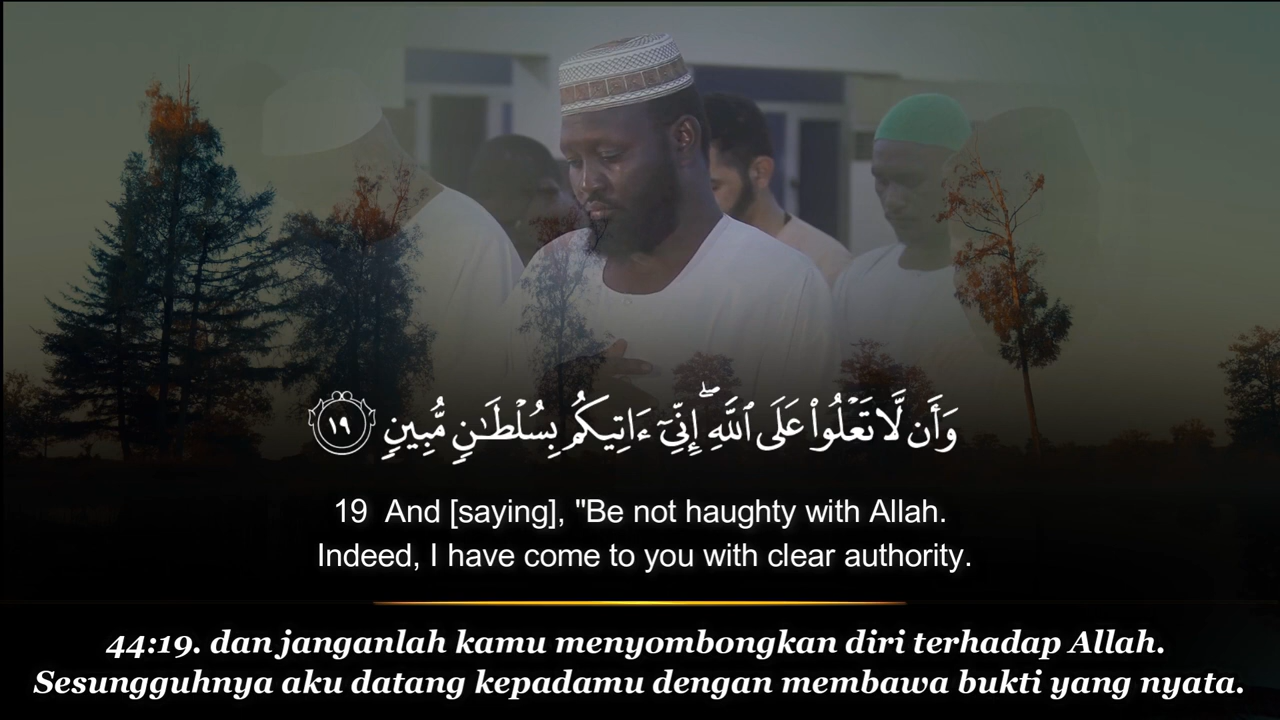 وَأَن لَّا تَعْلُوا۟ عَلَى ٱللَّهِ ۖ إِنِّىٓ ءَاتِيكُم بِسُلْطَـٰنٍ مُّبِينٍ ١٩
19 And [saying], "Be not haughty with Allah.
Indeed, I have come to you with clear authority.
44:19. dan janganlah kamu menyombongkan diri terhadap Allah.
Sesungguhnya aku datang kepadamu dengan membawa bukti yang nyata.